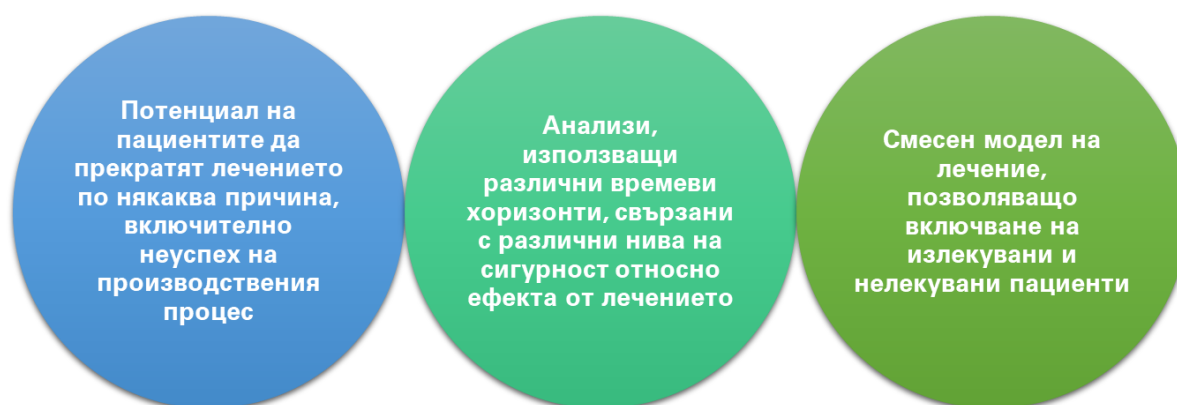 Потенциал на
пациентите да
прекратят лечението
по някаква причина,
включително
неуспех на
производствения
процес
Анализи,
използващи
различни времеви
хоризонти, свързани
с различни нива на
сигурност относно
ефекта от лечението
Смесен модел на
лечение,
позволяващо
включване на
излекувани и
нелекувани пациенти